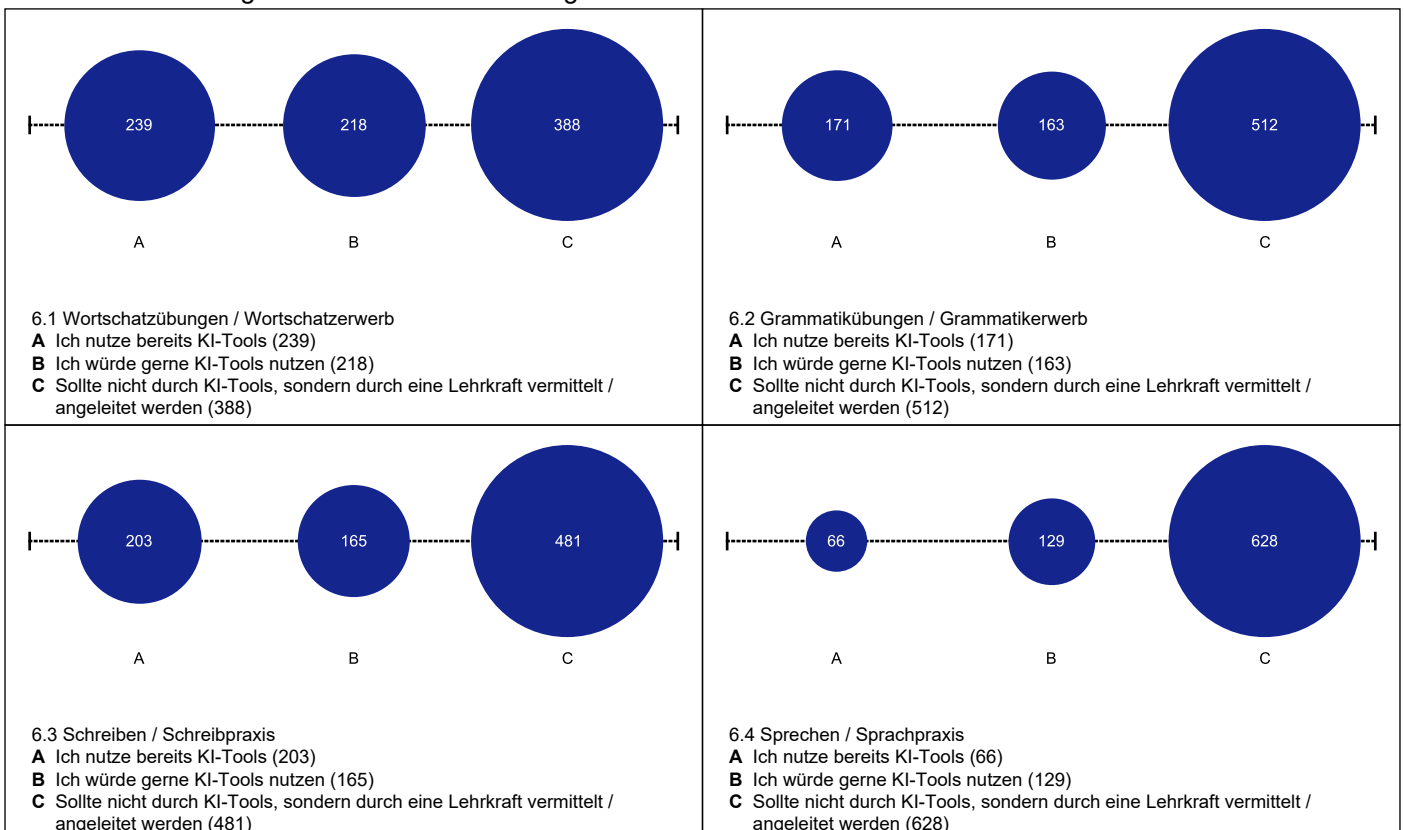 239
218
388
A
B
C
6.1 Wortschatzübungen / Wortschatzerwerb
A Ich nutze bereits KI-Tools (239)
B Ich würde gerne KI-Tools nutzen (218)
C Sollte nicht durch KI-Tools, sondern durch eine Lehrkraft vermittelt /
angeleitet werden (388)
171
163
512
A
B
C
6.2 Grammatikübungen / Grammatikerwerb
A Ich nutze bereits KI-Tools (171)
B Ich würde gerne KI-Tools nutzen (163)
C Sollte nicht durch KI-Tools, sondern durch eine Lehrkraft vermittelt /
angeleitet werden (512)
203
165
481
A
B
C
6.3 Schreiben / Schreibpraxis
A Ich nutze bereits KI-Tools (203)
B Ich würde gerne KI-Tools nutzen (165)
C Sollte nicht durch KI-Tools, sondern durch eine Lehrkraft vermittelt /
angeleitet werden (481)
66
129
628
A
B
C
6.4 Sprechen / Sprachpraxis
A Ich nutze bereits KI-Tools (66)
B Ich würde gerne KI-Tools nutzen (129)
C Sollte nicht durch KI-Tools, sondern durch eine Lehrkraft vermittelt /
angeleitet werden (628)